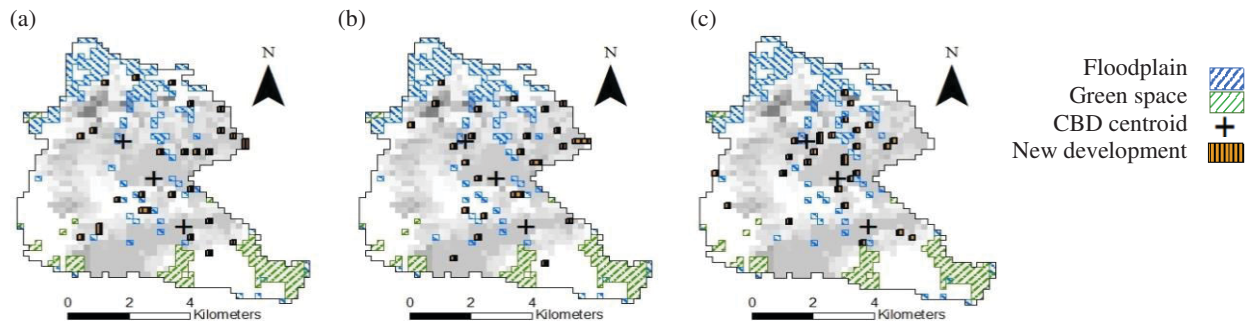 (a)
(b)
(c)
N
N
N
Floodplain
Green space
CBD centroid
New development
0 2 4
Kilometers
0 2 4
Kilometers
0 2 4
Kilometers